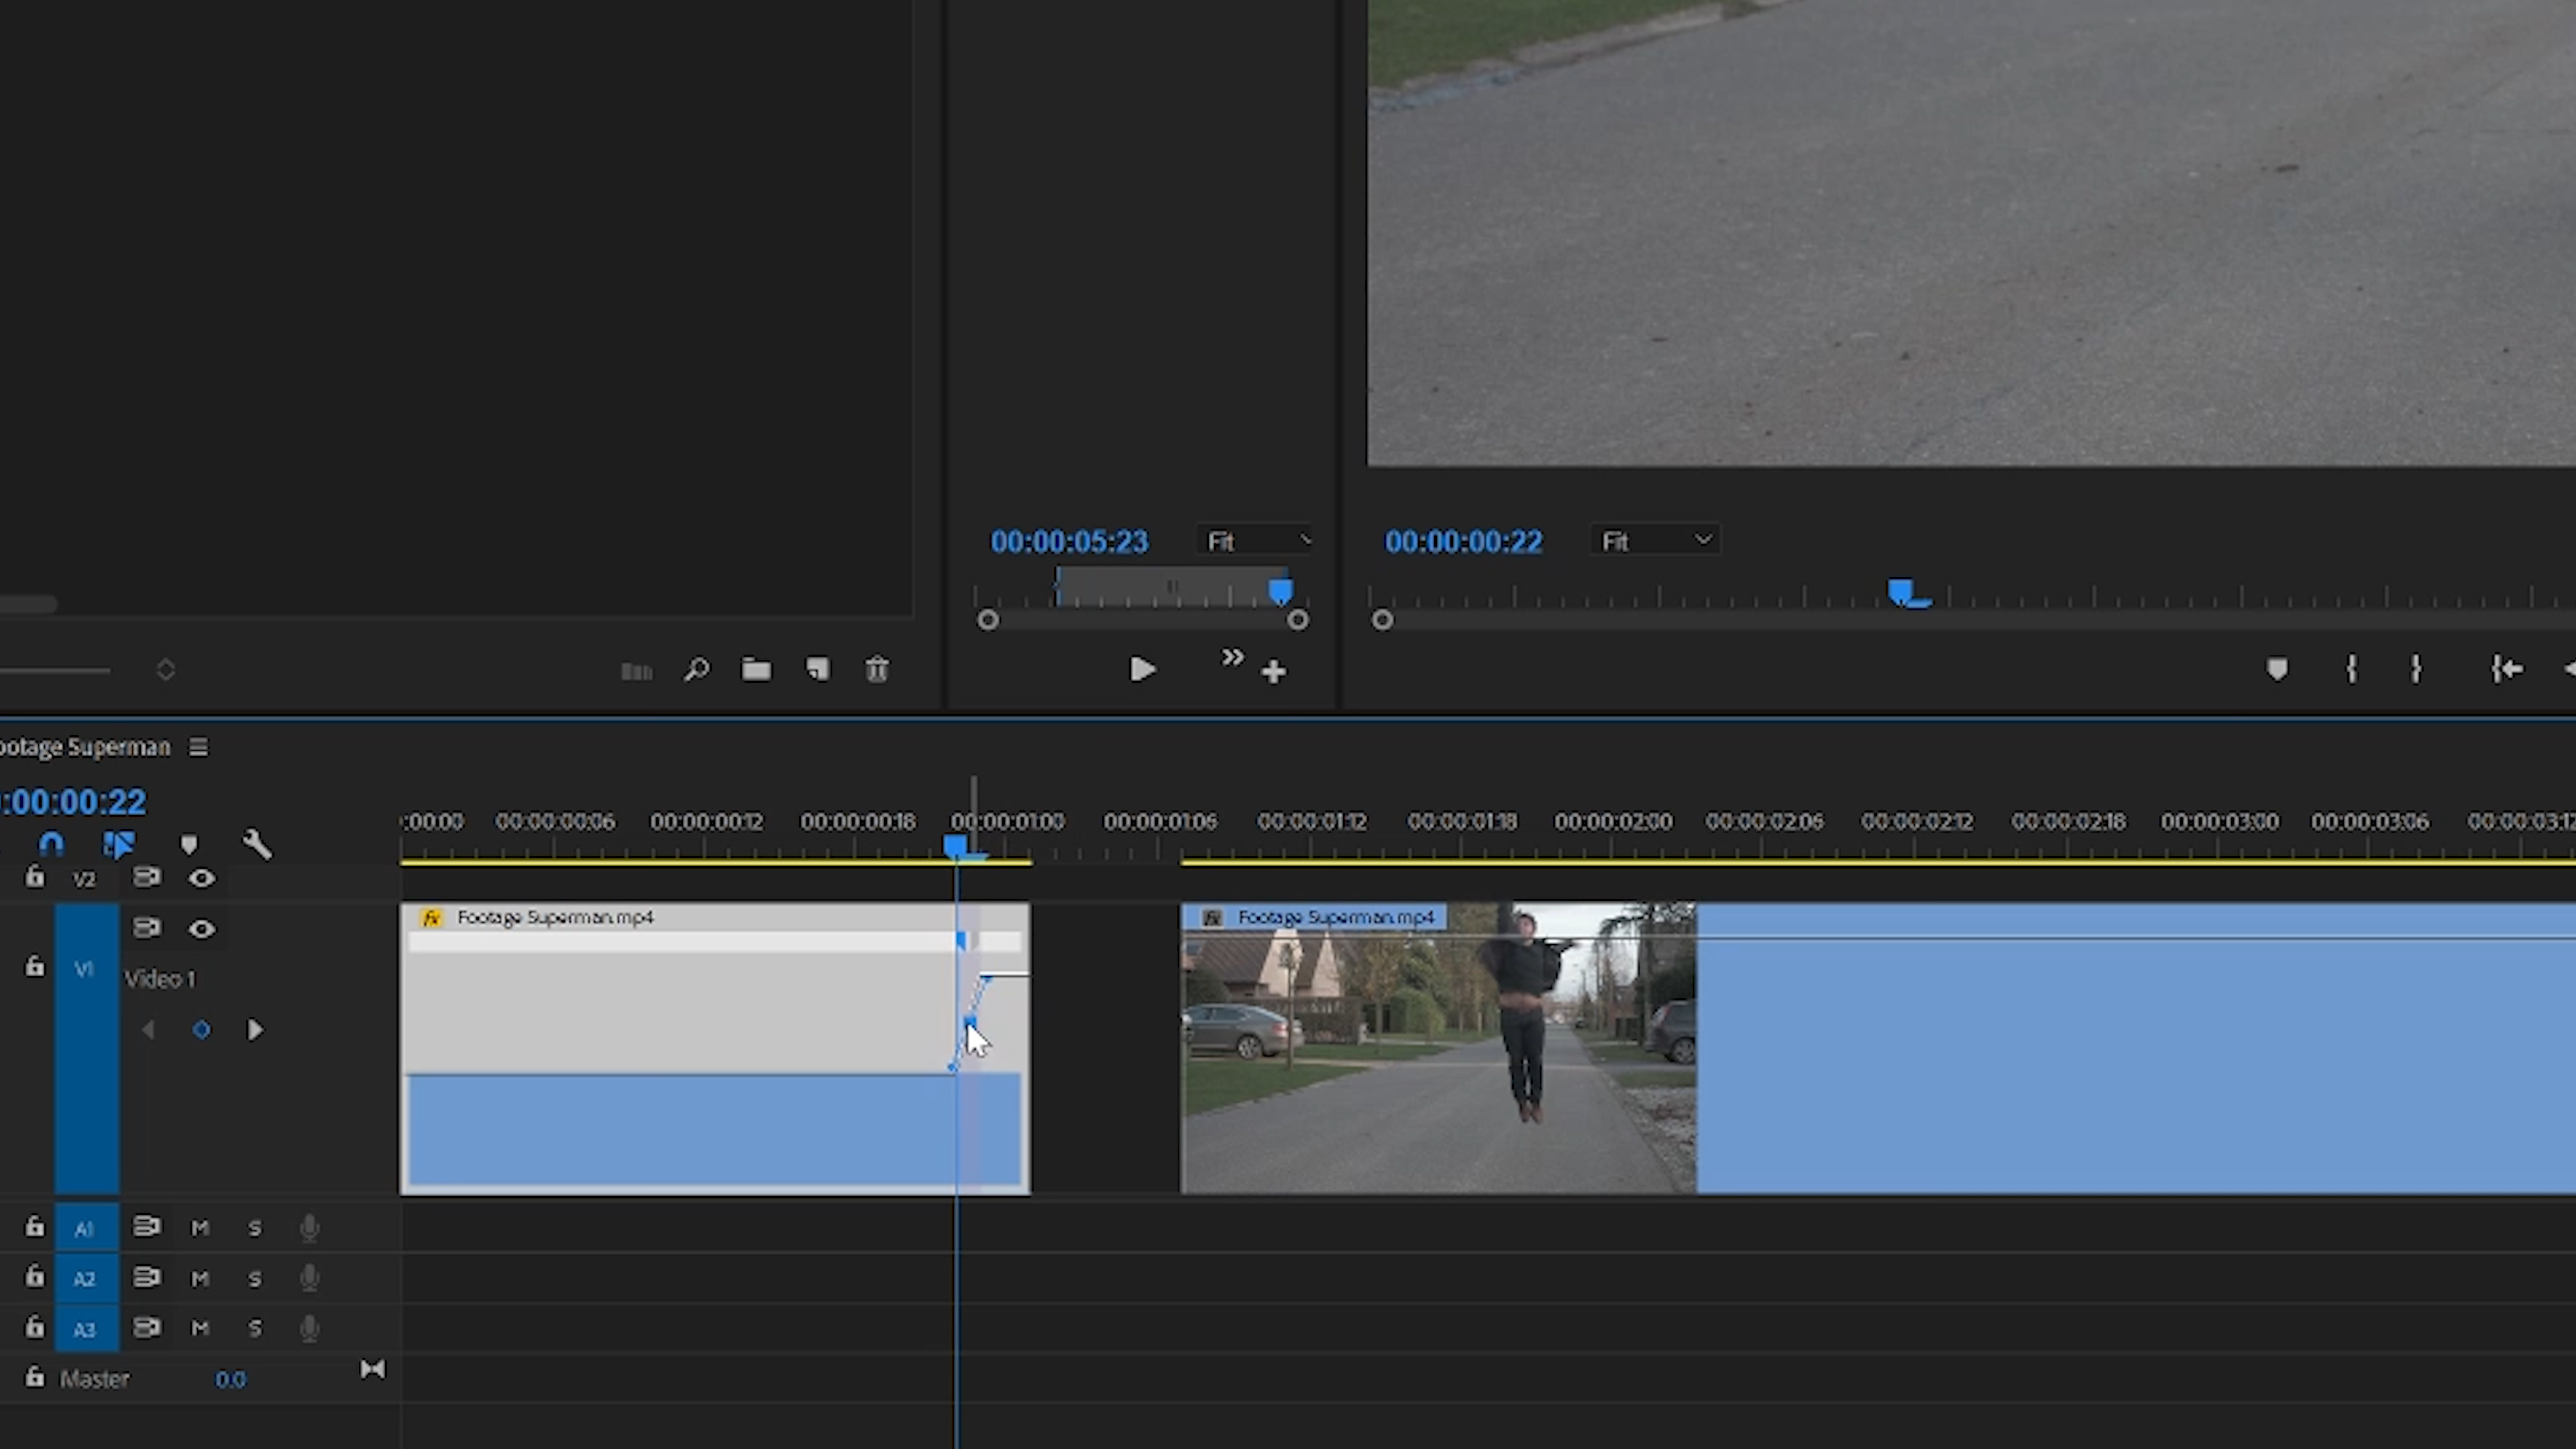 00:00:05:23 Fit
00:00:00:22 Fit
ootage Superman
:00:00:22
:00:00 00:00:00:06 00:00:00:12 00:00:00:18 00:00:01:00 00:00:01:06 00:00:01:12 00:00:01:18 00:00:02:00 00:00:02:06 00:00:02:12 00:00:02:18 00:00:03:00 00:00:03:06 00:00:03:12
V2
fx Footage Superman.mp4
fx Footage Superman.mp4
V1
Video 1
A1 M S
A2 M S
A3 M S
Master 0.0